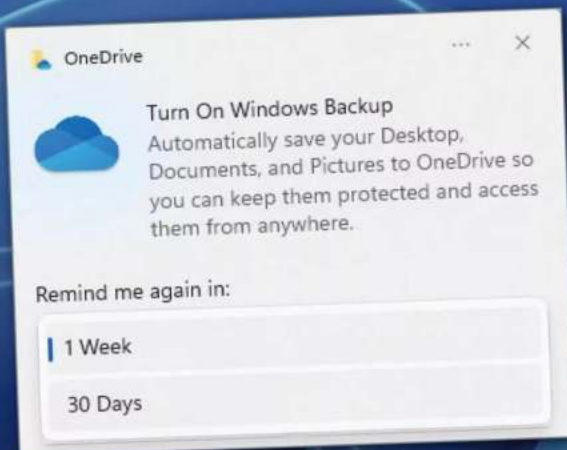 OneDrive
Turn On Windows Backup
Automatically save your Desktop,
Documents, and Pictures to OneDrive so
you can keep them protected and access
them from anywhere.
Remind me again in:
1 Week
30 Days